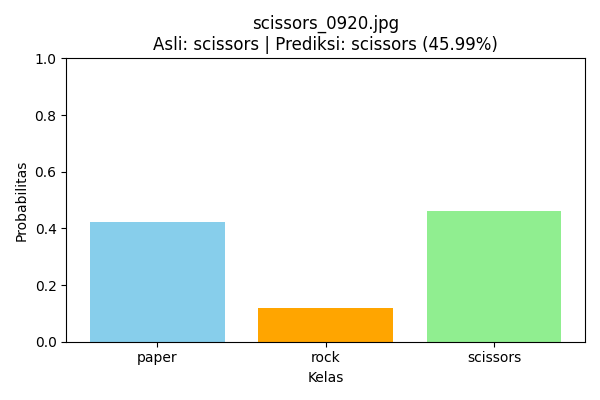 scissors_0920.jpg
Asli: scissors | Prediksi: scissors (45.99%)
1.0
0.8
0.6
0.4
0.2
0.0
Probabilitas
paper rock scissors
Kelas